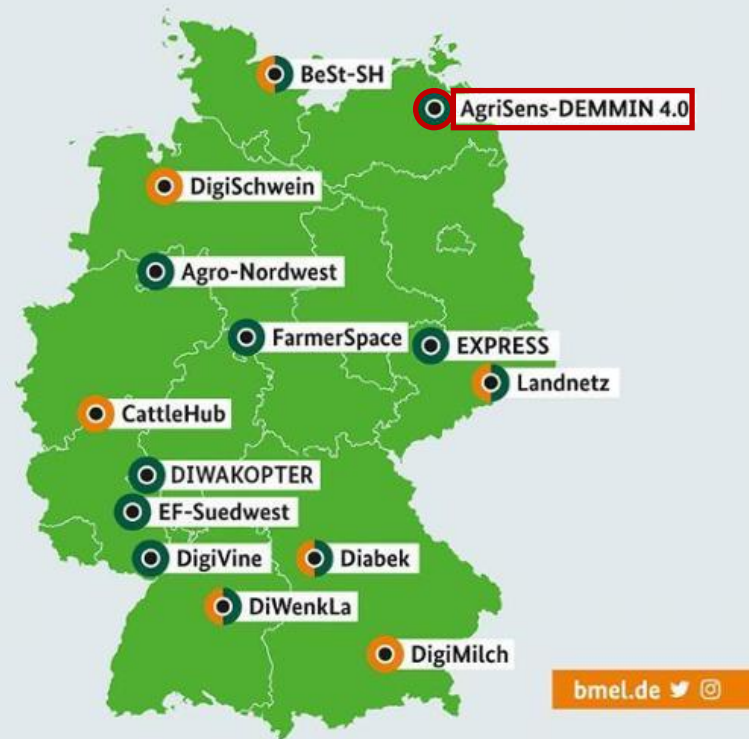 BeSt-SH
AgriSens-DEMMIN 4.0
DigiSchwein
Agro-Nordwest
FarmerSpace
EXPRESS
Landnetz
CattleHub
DIWAKOPTER
EF-Suedwest
DigiVine
Diabek
DiWenkLa
DigiMilch
bmel.de